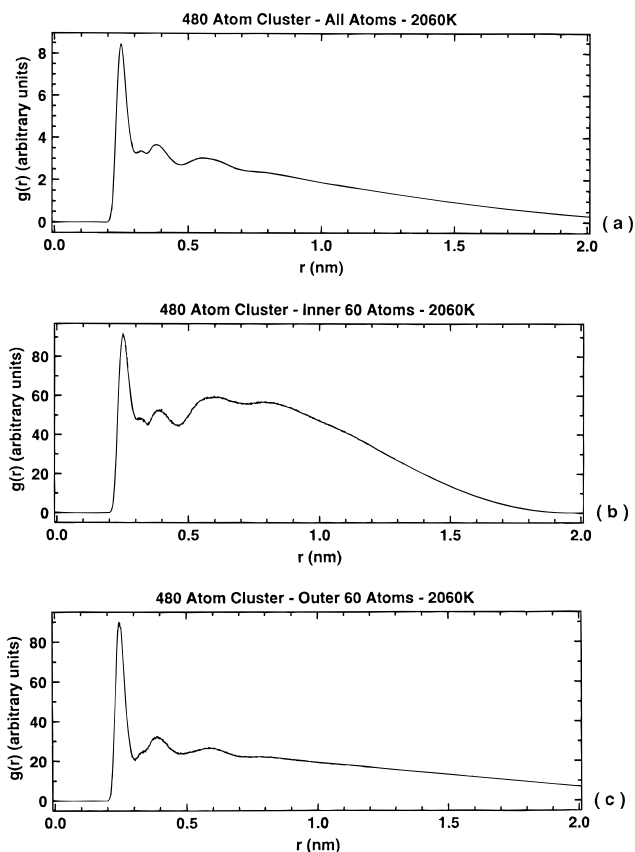 480 Atom Cluster - All Atoms - 2060K
g(r) (arbitrary units)
8
6
4
2
0
0.0 0.5 1.0 1.5 2.0
r (nm)
( a )
480 Atom Cluster - Inner 60 Atoms - 2060K
g(r) (arbitrary units)
80
60
40
20
0
0.0 0.5 1.0 1.5 2.0
r (nm)
( b )
480 Atom Cluster - Outer 60 Atoms - 2060K
g(r) (arbitrary units)
80
60
40
20
0
0.0 0.5 1.0 1.5 2.0
r (nm)
( c )